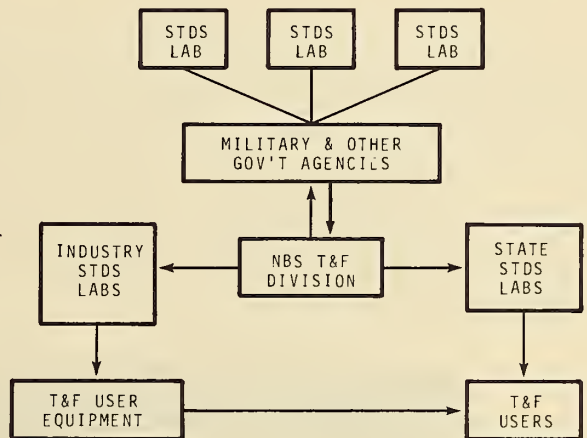 STDS
LAB
STDS
LAB
STDS
LAB
MILITARY & OTHER
GOV'T AGENCIES
INDUSTRY
STDS
LABS
NBS T&F
DIVISION
STATE
STDS
LABS
T&F USER
EQUIPMENT
T&F
USERS